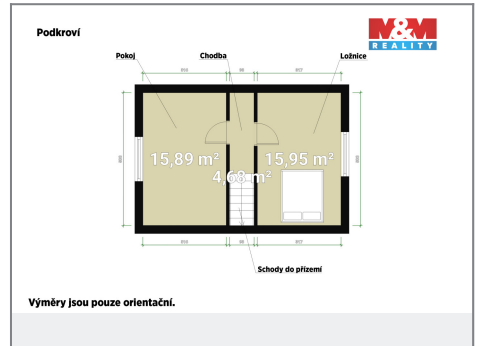 Podkroví
M&M
REALITY
Pokoj
Chodba
Ložnice
15,89 m²
4,68 m²
15,95 m²
Schody do přízemí
Výměry jsou pouze orientační.